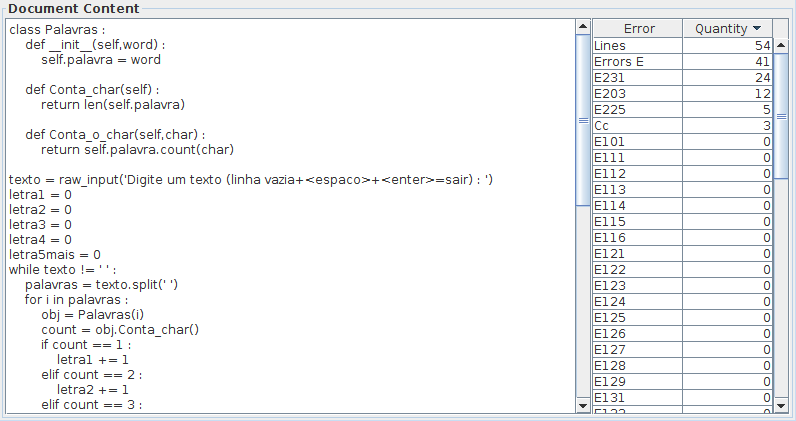 Document Content
class Palavras :
    def __init__(self,word) :
        self.palavra = word

    def Conta_char(self) :
        return len(self.palavra)

    def Conta_o_char(self,char) :
        return self.palavra.count(char)

texto = raw_input('Digite um texto (linha vazia+<espaco>+<enter>=sair) : ')
letra1 = 0
letra2 = 0
letra3 = 0
letra4 = 0
letra5mais = 0
while texto != ' ' :
    palavras = texto.split(' ')
    for i in palavras :
        obj = Palavras(i)
        count = obj.Conta_char()
        if count == 1 :
            letra1 += 1
        elif count == 2 :
            letra2 += 1
        elif count == 3 :
Error Quantity
Lines 54
Errors E 41
E231 24
E203 12
E225 5
Cc 3
E101 0
E111 0
E112 0
E113 0
E114 0
E115 0
E116 0
E121 0
E122 0
E123 0
E124 0
E125 0
E126 0
E127 0
E128 0
E129 0
E131 0